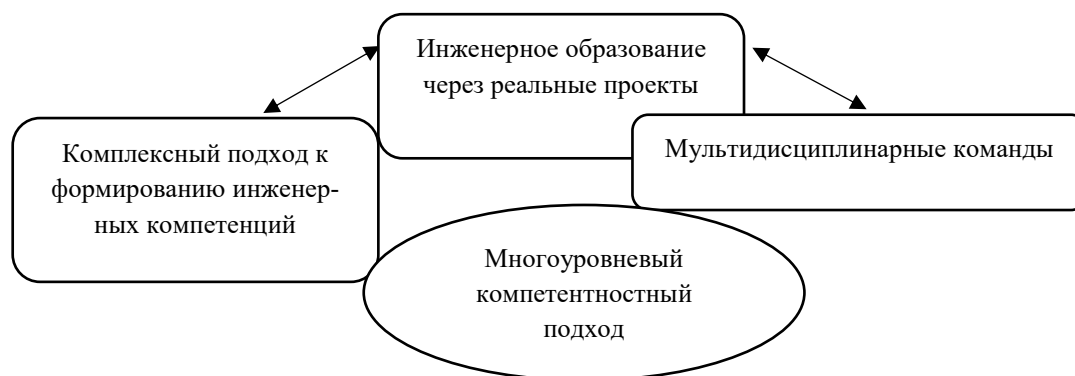 Инженерное образование
через реальные проекты
Комплексный подход к
формированию инженер-
ных компетенций
Мультидисциплинарные команды
Многоуровневый
компетентностный
подход